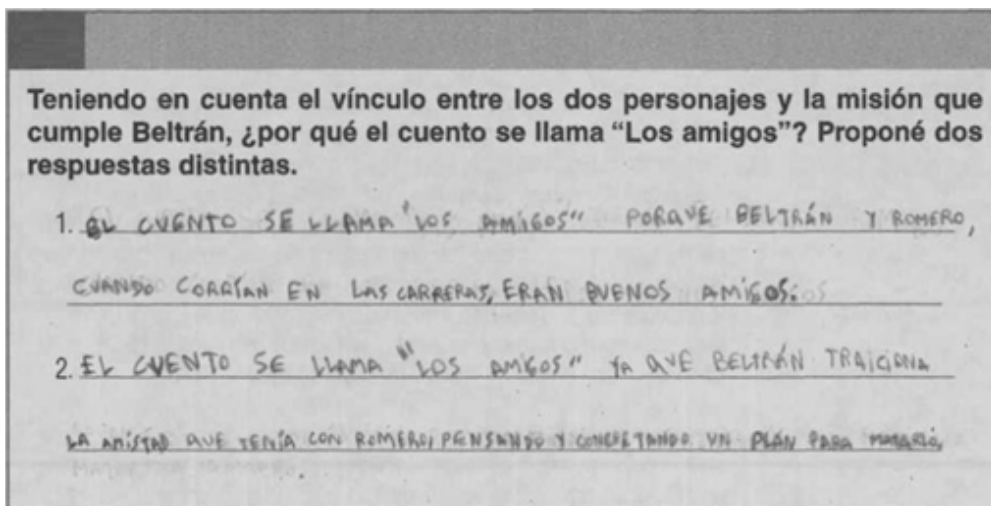 Teniendo en cuenta el vínculo entre los dos personajes y la misión que
cumple Beltrán, ¿por qué el cuento se llama “Los amigos”? Proponé dos
respuestas distintas.
1. EL CUENTO SE LLAMA "LOS AMIGOS" PORQUE BELTRÁN Y ROMERO,
CUANDO CORRÍAN EN LAS CARRERAS, ERAN BUENOS AMIGOS.
2. EL CUENTO SE LLAMA "LOS AMIGOS" YA QUE BELTRÁN TRAICIONA
LA AMISTAD QUE TENÍA CON ROMERO, PENSANDO Y CONCRETANDO UN PLAN PARA MATARLO.